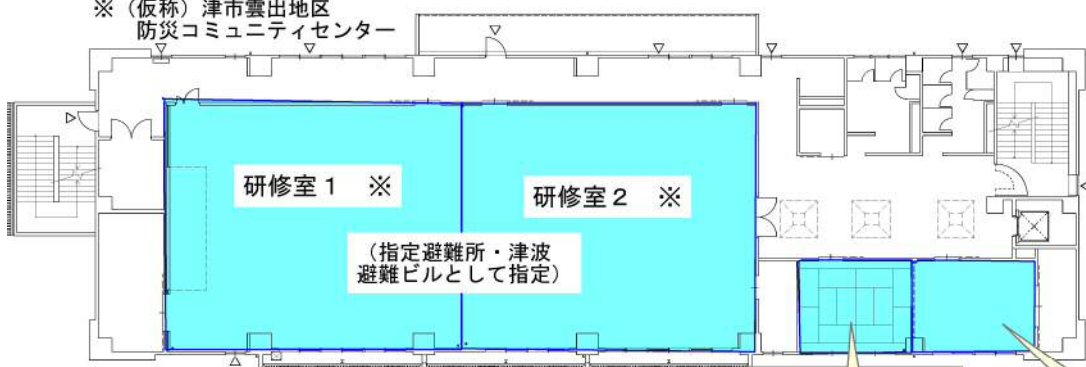 ※（仮称）津市雲出地区
防災コミュニティセンター
研修室１　※
研修室２　※
（指定避難所・津波
避難ビルとして指定）